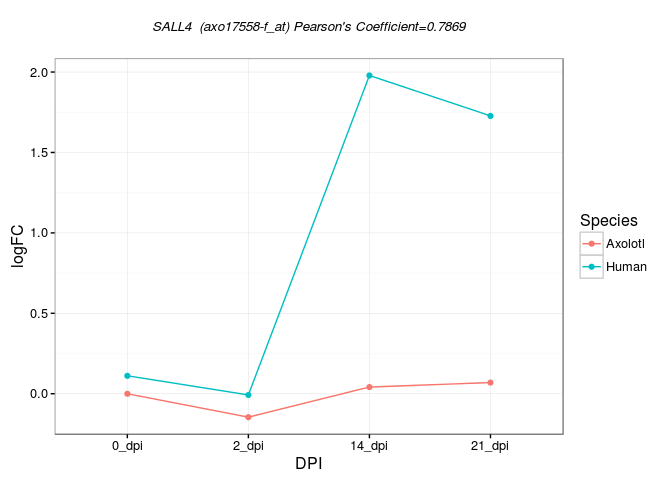 SALL4 (axo17558-f_at) Pearson's Coefficient=0.7869
2.0
1.5
1.0
0.5
0.0
logFC
0_dpi 2_dpi 14_dpi 21_dpi
DPI
Species
Axolotl
Human